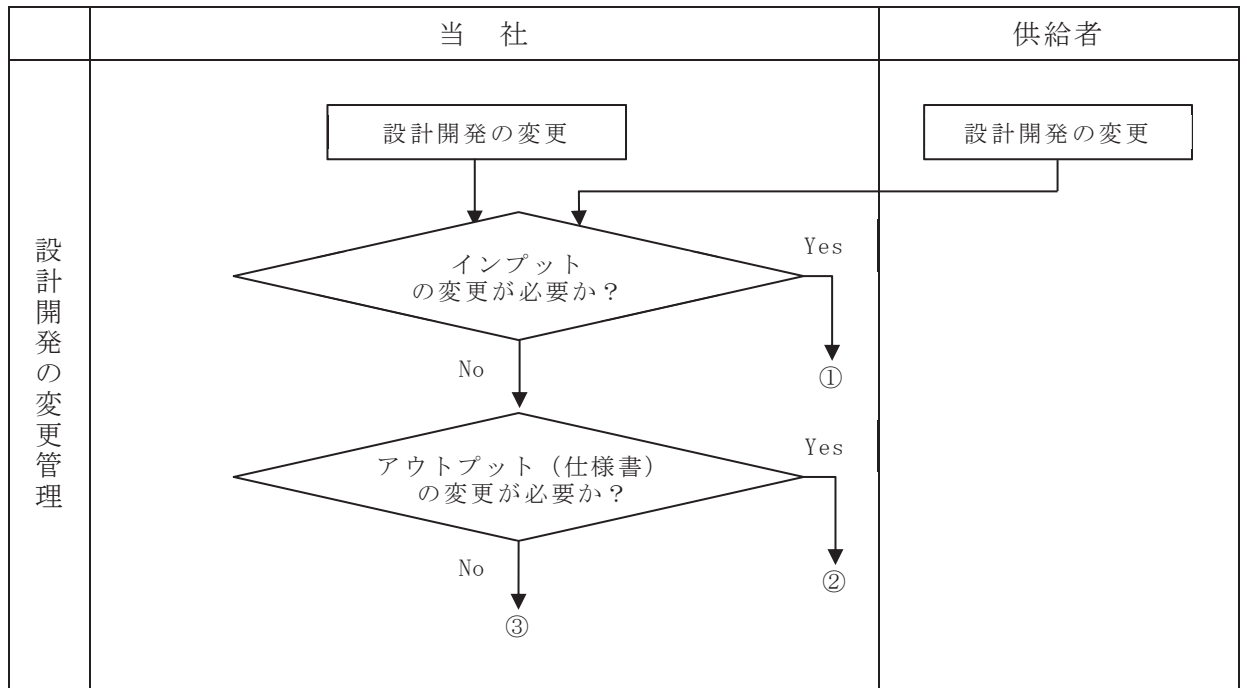 当 社
供給者
設計開発の変更管理
設計開発の変更
設計開発の変更
インプット
の変更が必要か？
Yes
①
No
アウトプット（仕様書）
の変更が必要か？
Yes
②
No
③